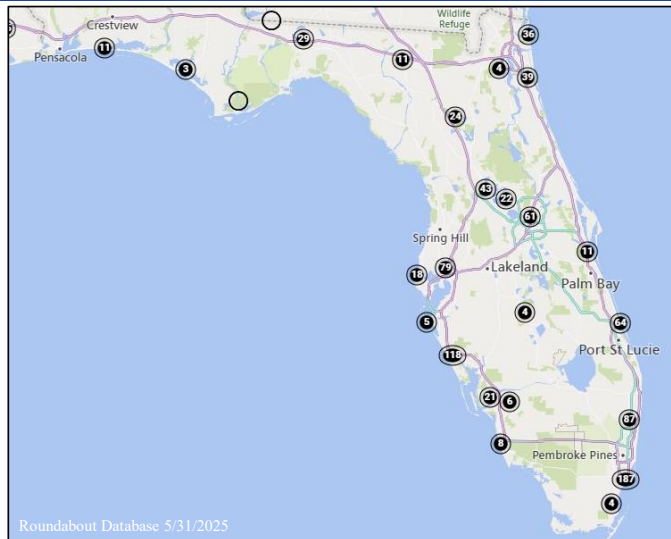 Wildlife
Refuge
Crestview
36
29
Pensacola
11
11
3
4
39
24
43
22
61
Spring Hill
11
18
79
Lakeland
Palm Bay
4
5
64
118
Port St Lucie
21
6
87
8
Pembroke Pines
187
4
Roundabout Database 5/31/2025